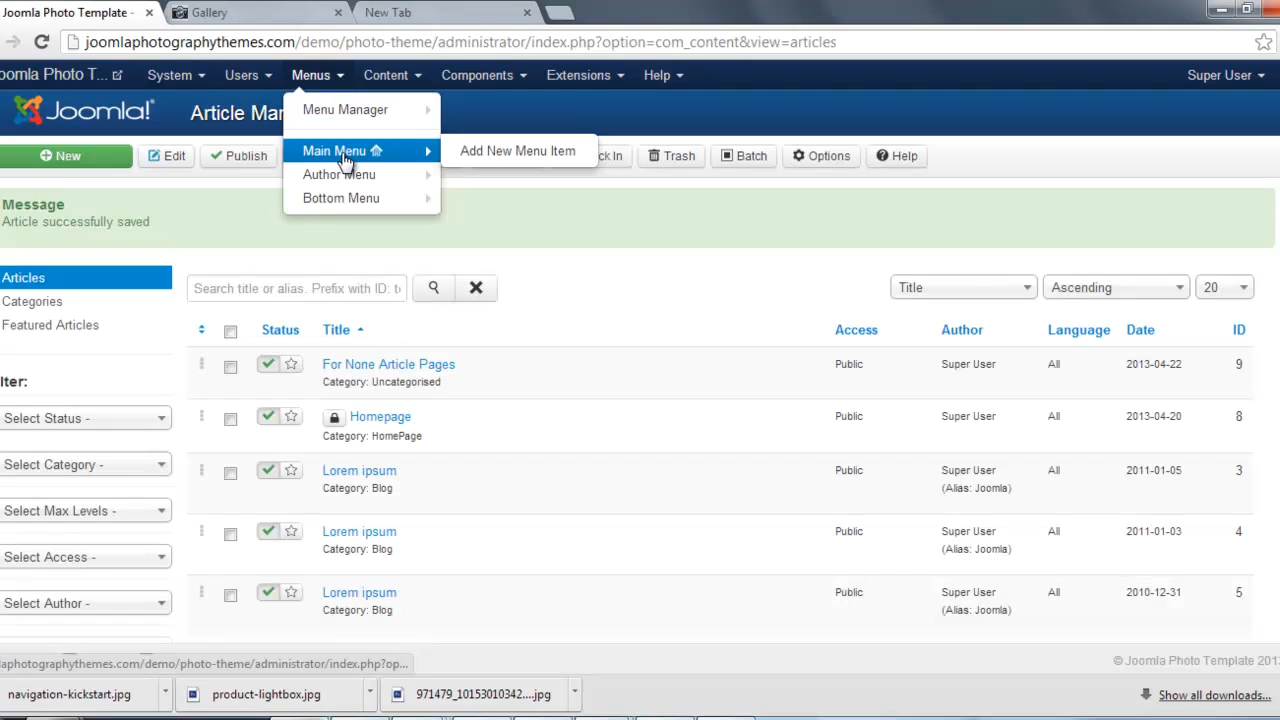 Joomla Photo Template
Gallery
New Tab
joomlaphotographythemes.com/demo/photo-theme/administrator/index.php?option=com_content&view=articles
oomla Photo T...
System
Users
Menus
Content
Components
Extensions
Help
Super User
Joomla!
Article Man
Menu Manager
Main Menu
Add New Menu Item
Author Menu
Bottom Menu
New
Edit
Publish
ck In
Trash
Batch
Options
Help
Message
Article successfully saved
Articles
Categories
Featured Articles
lter:
Select Status -
Select Category -
Select Max Levels -
Select Access -
Select Author -
Search title or alias. Prefix with ID: t
Title
Ascending
20
Status
Title
Access
Author
Language
Date
ID
For None Article Pages
Category: Uncategorised
Public
Super User
All
2013-04-22
9
Homepage
Category: HomePage
Public
Super User
All
2013-04-20
8
Lorem ipsum
Category: Blog
Public
Super User
(Alias: Joomla)
All
2011-01-05
3
Lorem ipsum
Category: Blog
Public
Super User
(Alias: Joomla)
All
2011-01-03
4
Lorem ipsum
Category: Blog
Public
Super User
(Alias: Joomla)
All
2010-12-31
5
laphotographythemes.com/demo/photo-theme/administrator/index.php?op...
© Joomla Photo Template 2013
navigation-kickstart.jpg
product-lightbox.jpg
971479_10153010342....jpg
Show all downloads...